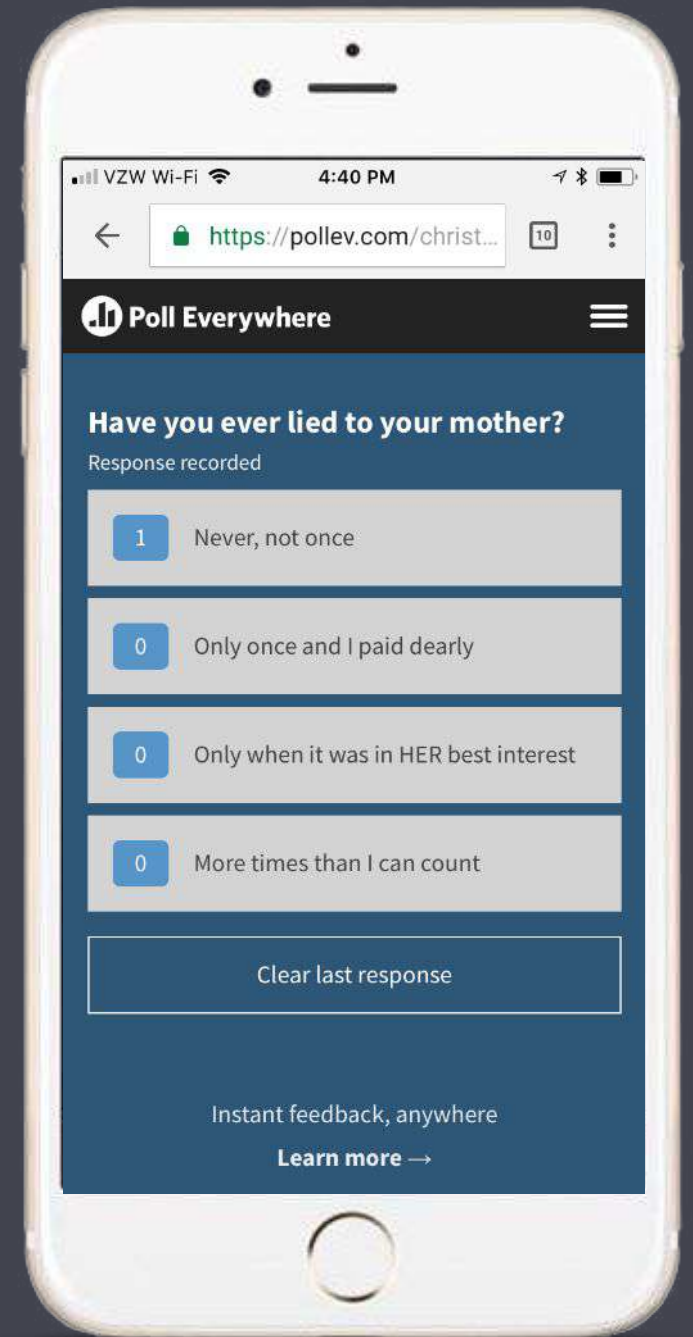 VZW Wi-Fi 4:40 PM
https://pollev.com/christ... 10
Poll Everywhere
Have you ever lied to your mother?
Response recorded
1 Never, not once
0 Only once and I paid dearly
0 Only when it was in HER best interest
0 More times than I can count
Clear last response
Instant feedback, anywhere
Learn more →